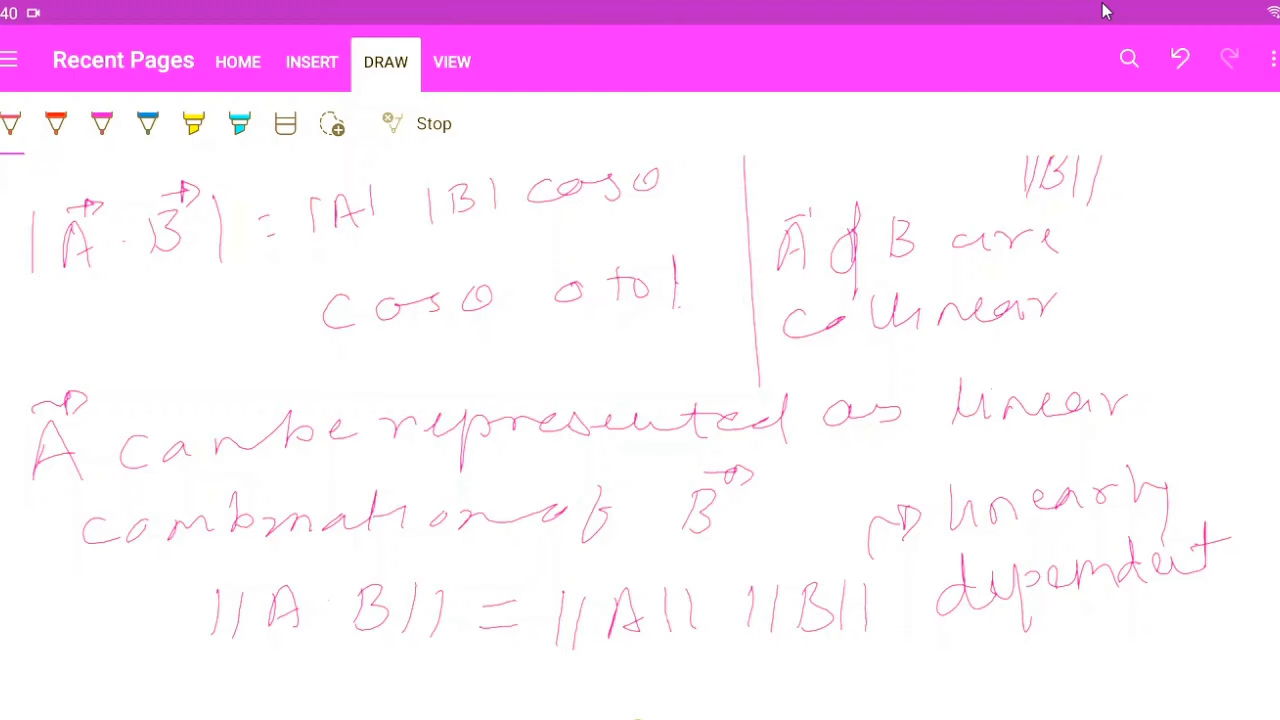 40
Recent Pages HOME INSERT DRAW VIEW
Stop
|A⃗ · B⃗| = |A| |B| cosθ
cosθ 0 to 1
||B||
A⃗ & B are
collinear
A⃗ can be represented as linear
combination of B⃗
→ linearly
dependent
||A · B|| = ||A|| ||B||